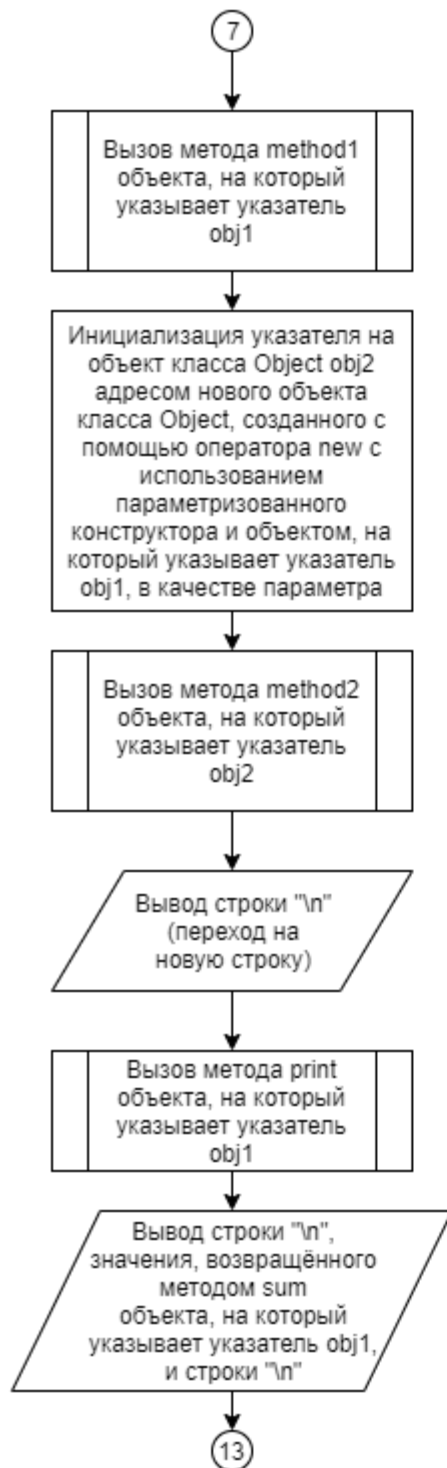 7
Вызов метода method1
объекта, на который
указывает указатель
obj1
Инициализация указателя на
объект класса Object obj2
адресом нового объекта
класса Object, созданного с
помощью оператора new с
использованием
параметризованного
конструктора и объектом, на
который указывает указатель
obj1, в качестве параметра
Вызов метода method2
объекта, на который
указывает указатель
obj2
Вывод строки "\n"
(переход на
новую строку)
Вызов метода print
объекта, на который
указывает указатель
obj1
Вывод строки "\n",
значения, возвращённого
методом sum
объекта, на который
указывает указатель obj1,
и строки "\n"
13